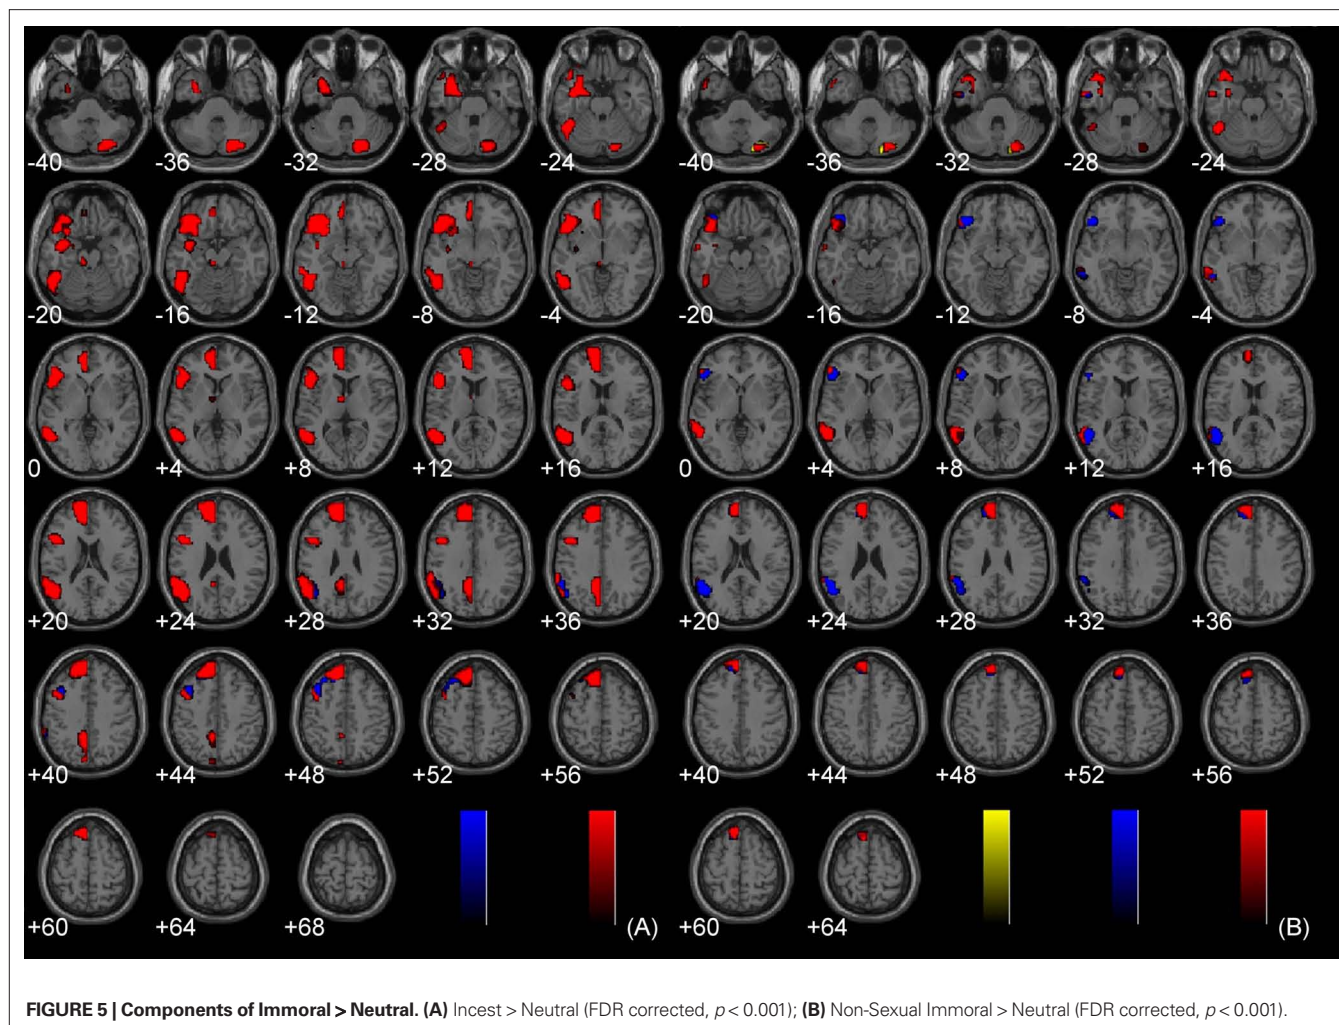 -40 -36 -32 -28 -24 -40 -36 -32 -28 -24
-20 -16 -12 -8 -4 -20 -16 -12 -8 -4
0 +4 +8 +12 +16 0 +4 +8 +12 +16
+20 +24 +28 +32 +36 +20 +24 +28 +32 +36
+40 +44 +48 +52 +56 +40 +44 +48 +52 +56
+60 +64 +68 (A) +60 +64 (B)
FIGURE 5 | Components of Immoral > Neutral. (A) Incest > Neutral (FDR corrected, p < 0.001); (B) Non-Sexual Immoral > Neutral (FDR corrected, p < 0.001).